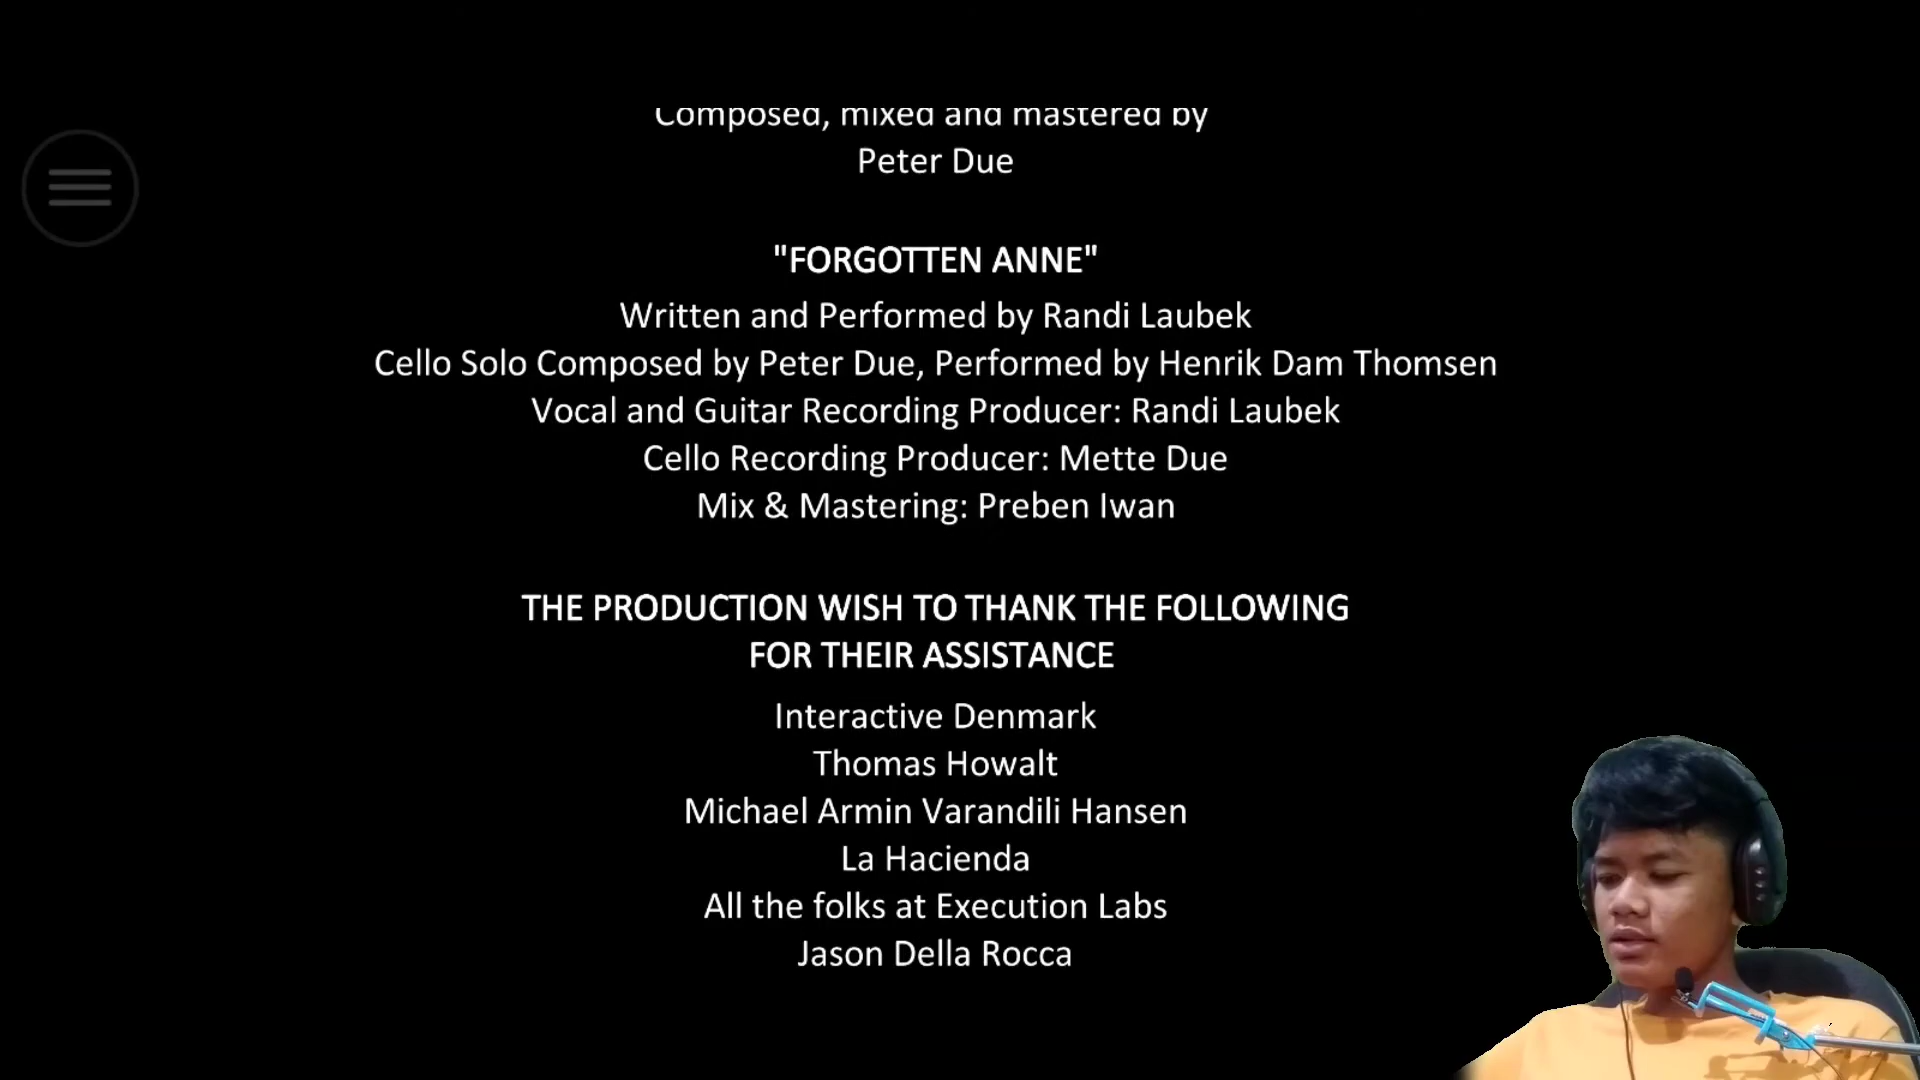 Composed, mixed and mastered by
Peter Due
"FORGOTTEN ANNE"
Written and Performed by Randi Laubek
Cello Solo Composed by Peter Due, Performed by Henrik Dam Thomsen
Vocal and Guitar Recording Producer: Randi Laubek
Cello Recording Producer: Mette Due
Mix & Mastering: Preben Iwan
THE PRODUCTION WISH TO THANK THE FOLLOWING
FOR THEIR ASSISTANCE
Interactive Denmark
Thomas Howalt
Michael Armin Varandili Hansen
La Hacienda
All the folks at Execution Labs
Jason Della Rocca